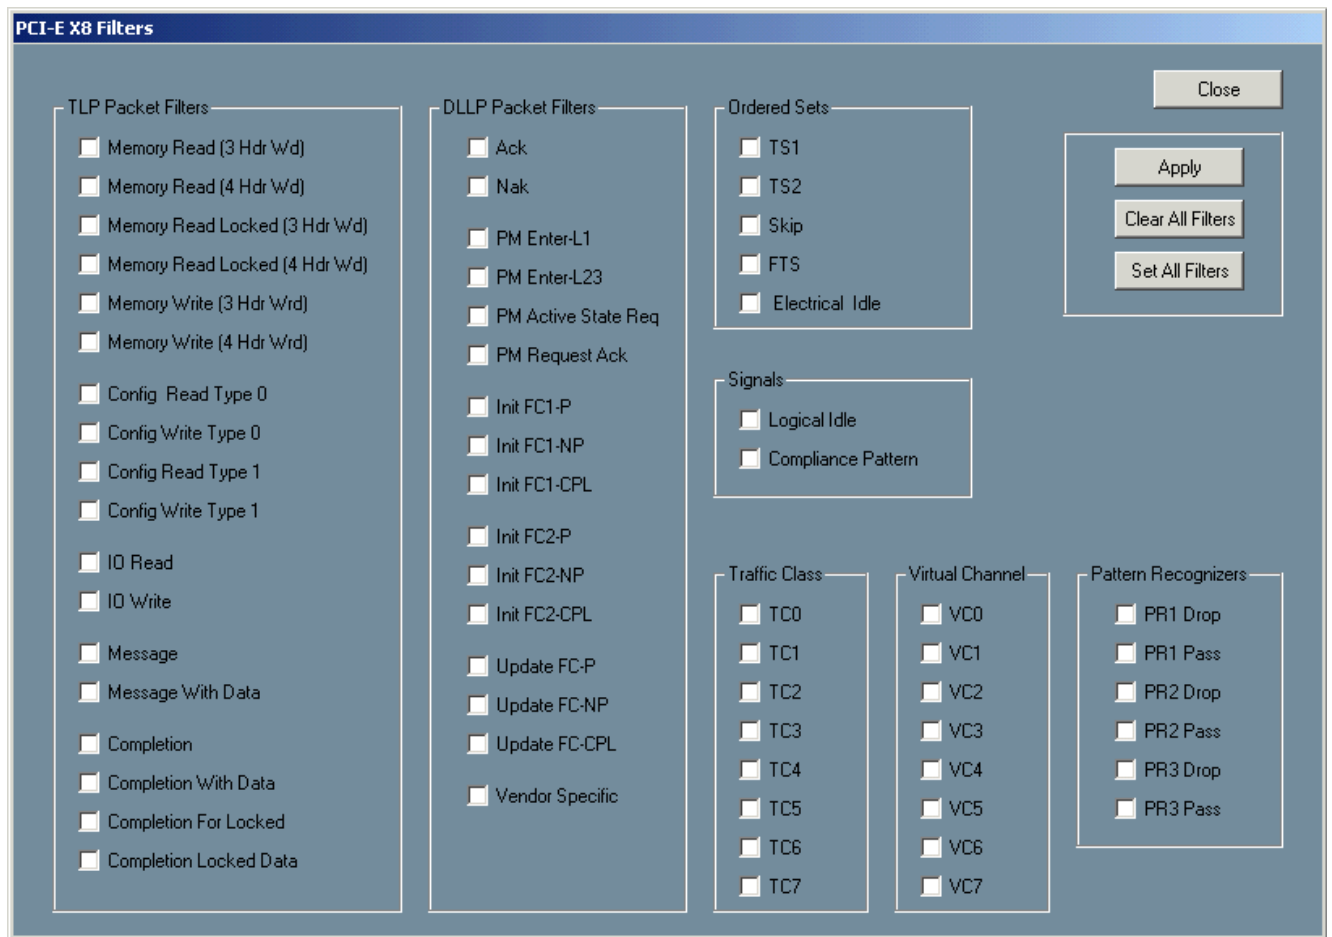 PCI-E X8 Filters
Close
TLP Packet Filters
Memory Read (3 Hdr Wd)
Memory Read (4 Hdr Wd)
Memory Read Locked (3 Hdr Wd)
Memory Read Locked (4 Hdr Wd)
Memory Write (3 Hdr Wrd)
Memory Write (4 Hdr Wrd)
Config Read Type 0
Config Write Type 0
Config Read Type 1
Config Write Type 1
IO Read
IO Write
Message
Message With Data
Completion
Completion With Data
Completion For Locked
Completion Locked Data
DLLP Packet Filters
Ack
Nak
PM Enter-L1
PM Enter-L23
PM Active State Req
PM Request Ack
Init FC1-P
Init FC1-NP
Init FC1-CPL
Init FC2-P
Init FC2-NP
Init FC2-CPL
Update FC-P
Update FC-NP
Update FC-CPL
Vendor Specific
Ordered Sets
TS1
TS2
Skip
FTS
Electrical Idle
Apply
Clear All Filters
Set All Filters
Signals
Logical Idle
Compliance Pattern
Traffic Class
TC0
TC1
TC2
TC3
TC4
TC5
TC6
TC7
Virtual Channel
VC0
VC1
VC2
VC3
VC4
VC5
VC6
VC7
Pattern Recognizers
PR1 Drop
PR1 Pass
PR2 Drop
PR2 Pass
PR3 Drop
PR3 Pass